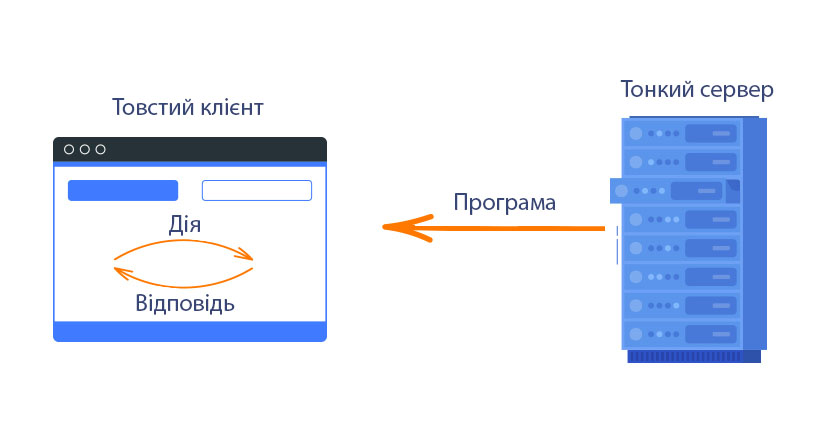 Товстий клієнт
Тонкий сервер
Дія
Відповідь
Програма